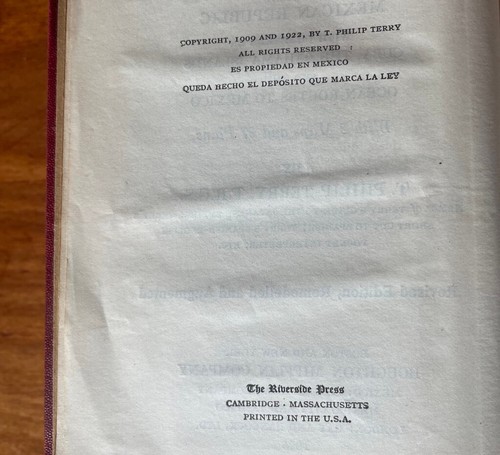 COPYRIGHT, 1909 AND 1922, BY T. PHILIP TERRY
ALL RIGHTS RESERVED
ES PROPIEDAD EN MEXICO
QUEDA HECHO EL DEPÓSITO QUE MARCA LA LEY
The Riverside Press
CAMBRIDGE · MASSACHUSETTS
PRINTED IN THE U.S.A.